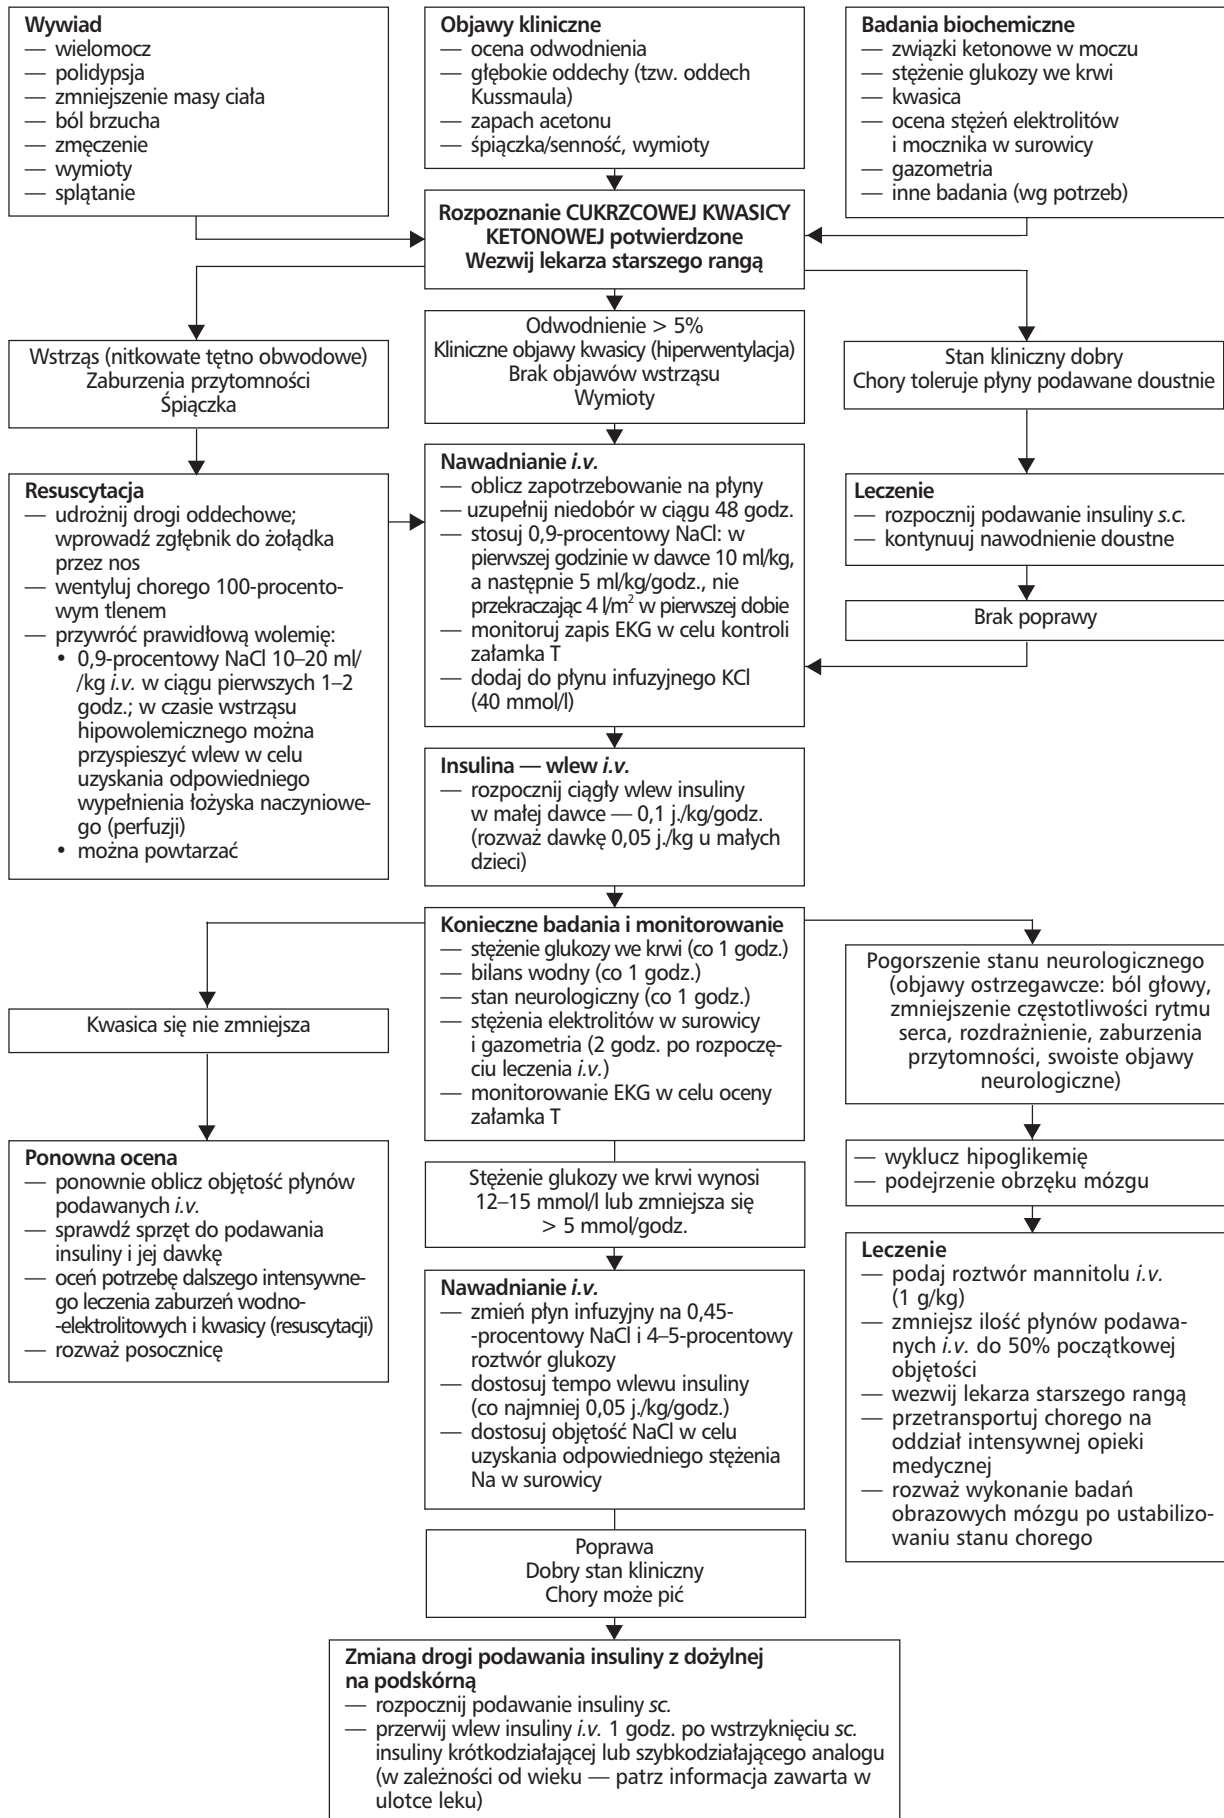 Wywiad
— wielomocz
— polidypsja
— zmniejszenie masy ciała
— ból brzucha
— zmęczenie
— wymioty
— splątanie
Objawy kliniczne
— ocena odwodnienia
— głębokie oddechy (tzw. oddech
Kussmaula)
— zapach acetonu
— śpiączka/senność, wymioty
Badania biochemiczne
— związki ketonowe w moczu
— stężenie glukozy we krwi
— kwasica
— ocena stężeń elektrolitów
i mocznika w surowicy
— gazometria
— inne badania (wg potrzeb)
Rozpoznanie CUKRZCOWEJ KWASICY
KETONOWEJ potwierdzone
Wezwij lekarza starszego rangą
Wstrząs (nitkowate tętno obwodowe)
Zaburzenia przytomności
Śpiączka
Odwodnienie > 5%
Kliniczne objawy kwasicy (hiperwentylacja)
Brak objawów wstrząsu
Wymioty
Stan kliniczny dobry
Chory toleruje płyny podawane doustnie
Resuscytacja
— udrożnij drogi oddechowe;
wprowadź zgłębnik do żołądka
przez nos
— wentyluj chorego 100-procento-
wym tlenem
— przywróć prawidłową wolemię:
• 0,9-procentowy NaCl 10–20 ml/
/kg i.v. w ciągu pierwszych 1–2
godz.; w czasie wstrząsu
hipowolemicznego można
przyspieszyć wlew w celu
uzyskania odpowiedniego
wypełnienia łożyska naczyniowe-
go (perfuzji)
• można powtarzać
Nawadnianie i.v.
— oblicz zapotrzebowanie na płyny
— uzupełnij niedobór w ciągu 48 godz.
— stosuj 0,9-procentowy NaCl: w
pierwszej godzinie w dawce 10 ml/kg,
a następnie 5 ml/kg/godz., nie
przekraczając 4 l/m² w pierwszej dobie
— monitoruj zapis EKG w celu kontroli
załamka T
— dodaj do płynu infuzyjnego KCl
(40 mmol/l)
Leczenie
— rozpocznij podawanie insuliny s.c.
— kontynuuj nawodnienie doustne
Brak poprawy
Insulina — wlew i.v.
— rozpocznij ciągły wlew insuliny
w małej dawce — 0,1 j./kg/godz.
(rozważ dawkę 0,05 j./kg u małych
dzieci)
Konieczne badania i monitorowanie
— stężenie glukozy we krwi (co 1 godz.)
— bilans wodny (co 1 godz.)
— stan neurologiczny (co 1 godz.)
— stężenia elektrolitów w surowicy
i gazometria (2 godz. po rozpoczę-
ciu leczenia i.v.)
— monitorowanie EKG w celu oceny
załamka T
Kwasica się nie zmniejsza
Pogorszenie stanu neurologicznego
(objawy ostrzegawcze: ból głowy,
zmniejszenie częstotliwości rytmu
serca, rozdrażnienie, zaburzenia
przytomności, swoiste objawy
neurologiczne)
Ponowna ocena
— ponownie oblicz objętość płynów
podawanych i.v.
— sprawdź sprzęt do podawania
insuliny i jej dawkę
— oceń potrzebę dalszego intensywne-
go leczenia zaburzeń wodno-
-elektrolitowych i kwasicy (resuscytacji)
— rozważ posocznicę
Stężenie glukozy we krwi wynosi
12–15 mmol/l lub zmniejsza się
> 5 mmol/godz.
— wyklucz hipoglikemię
— podejrzenie obrzęku mózgu
Nawadnianie i.v.
— zmień płyn infuzyjny na 0,45-
-procentowy NaCl i 4–5-procentowy
roztwór glukozy
— dostosuj tempo wlewu insuliny
(co najmniej 0,05 j./kg/godz.)
— dostosuj objętość NaCl w celu
uzyskania odpowiedniego stężenia
Na w surowicy
Leczenie
— podaj roztwór mannitolu i.v.
(1 g/kg)
— zmniejsz ilość płynów podawa-
nych i.v. do 50% początkowej
objętości
— wezwij lekarza starszego rangą
— przetransportuj chorego na
oddział intensywnej opieki
medycznej
— rozważ wykonanie badań
obrazowych mózgu po ustabilizo-
waniu stanu chorego
Poprawa
Dobry stan kliniczny
Chory może pić
Zmiana drogi podawania insuliny z dożylnej
na podskórną
— rozpocznij podawanie insuliny sc.
— przerwij wlew insuliny i.v. 1 godz. po wstrzyknięciu sc.
insuliny krótkodziałającej lub szybkodziałającego analogu
(w zależności od wieku — patrz informacja zawarta w
ulotce leku)